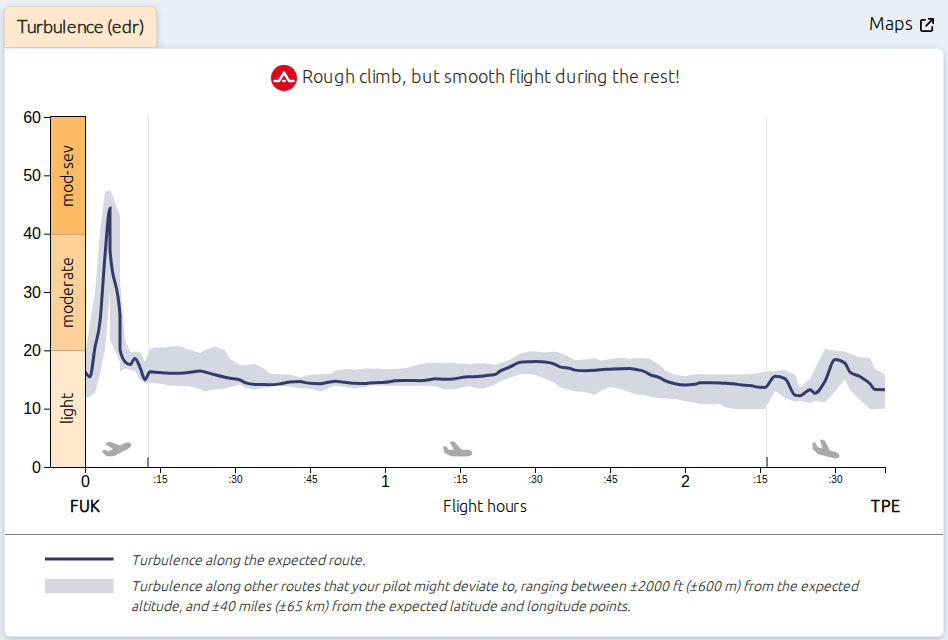 Turbulence (edr)
Maps
Rough climb, but smooth flight during the rest!
60
50
40
30
20
10
0
mod-sev
moderate
light
0 :15 :30 :45 1 :15 :30 :45 2 :15 :30
FUK Flight hours TPE
Turbulence along the expected route.
Turbulence along other routes that your pilot might deviate to, ranging between ±2000 ft (±600 m) from the expected
altitude, and ±40 miles (±65 km) from the expected latitude and longitude points.